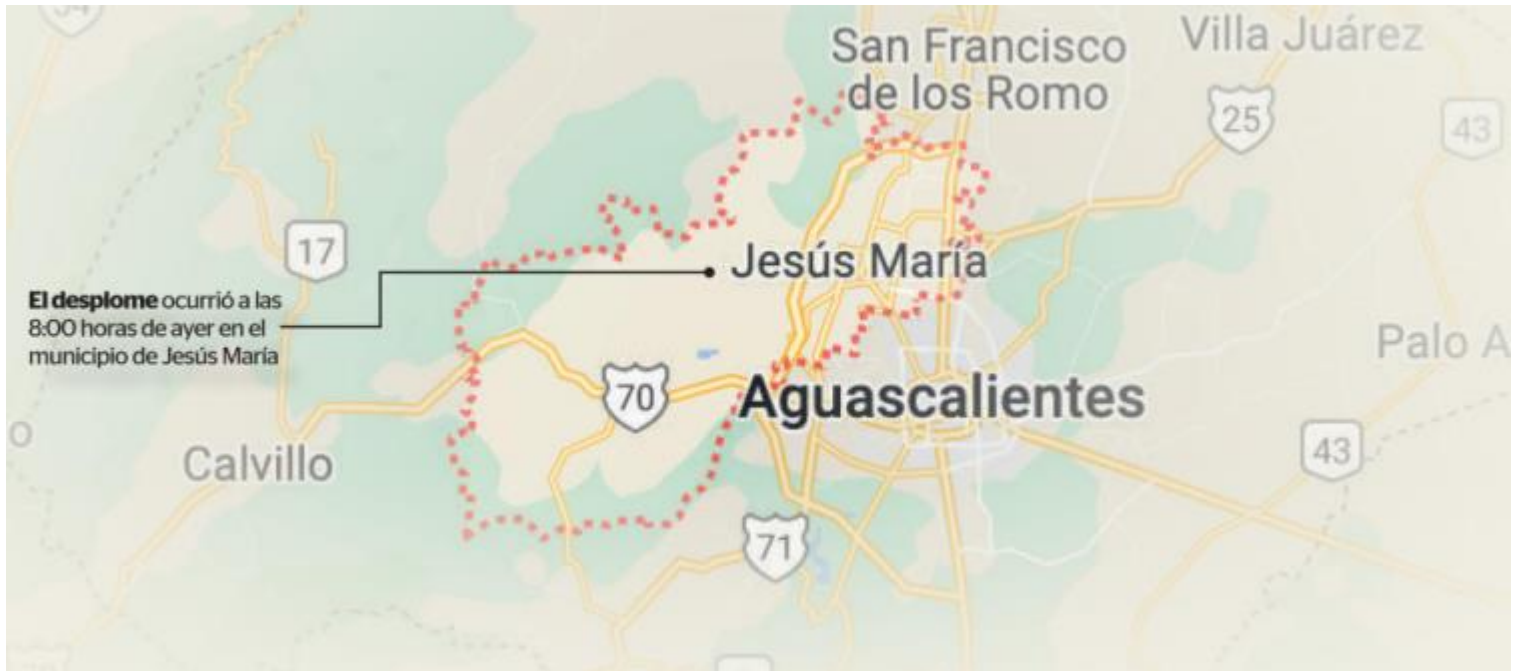 San Francisco
de los Romo
Villa Juárez
25
43
17
Jesús María
El desplome ocurrió a las
8:00 horas de ayer en el
municipio de Jesús María
Palo A
70
Aguascalientes
43
Calvillo
71